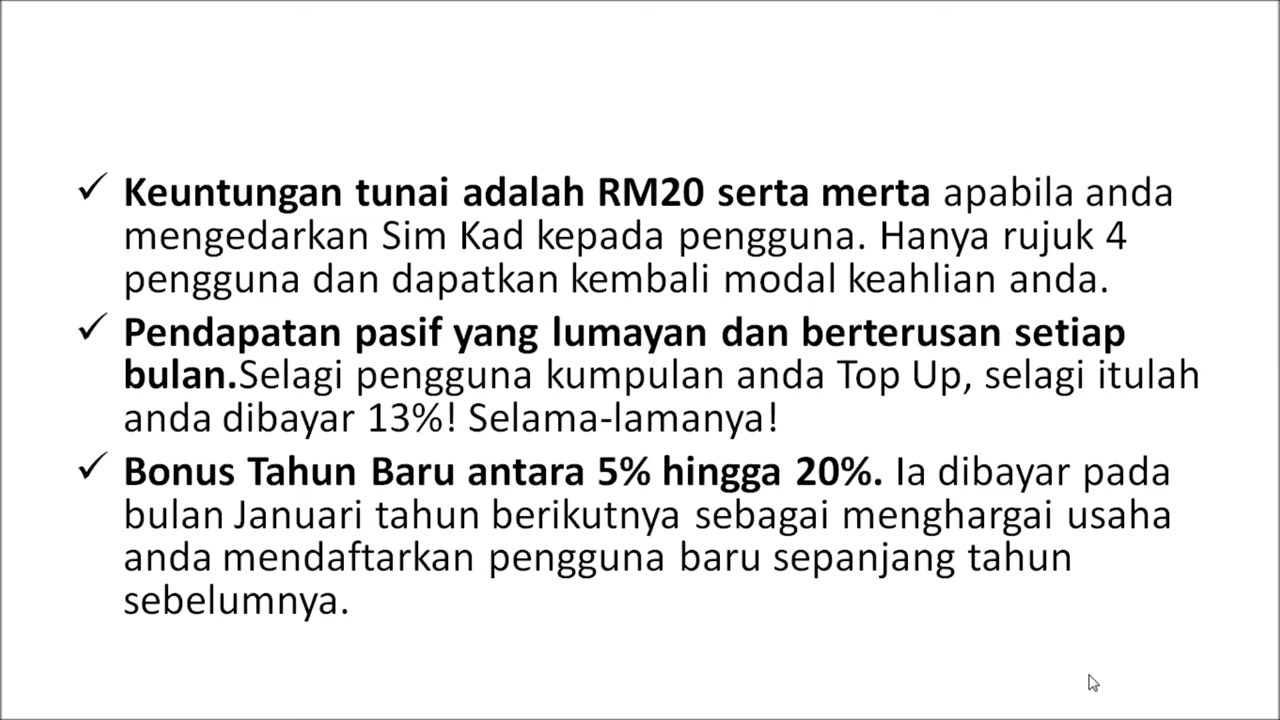 ✓ Keuntungan tunai adalah RM20 serta merta apabila anda
mengedarkan Sim Kad kepada pengguna. Hanya rujuk 4
pengguna dan dapatkan kembali modal keahlian anda.
✓ Pendapatan pasif yang lumayan dan berterusan setiap
bulan.Selagi pengguna kumpulan anda Top Up, selagi itulah
anda dibayar 13%! Selama-lamanya!
✓ Bonus Tahun Baru antara 5% hingga 20%. Ia dibayar pada
bulan Januari tahun berikutnya sebagai menghargai usaha
anda mendaftarkan pengguna baru sepanjang tahun
sebelumnya.